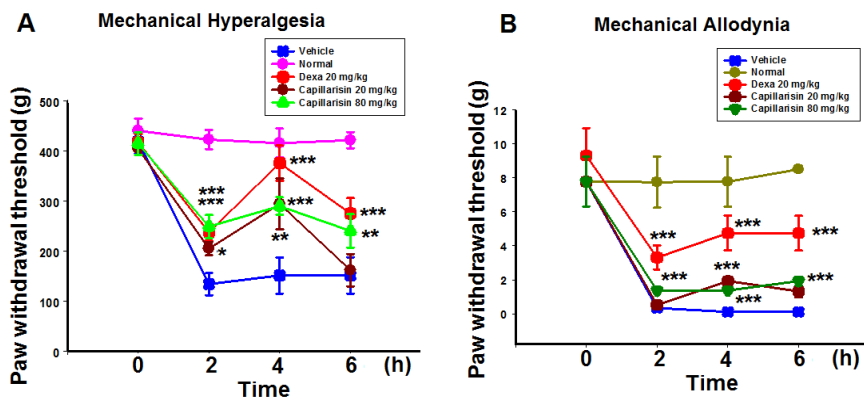 A
Mechanical Hyperalgesia
Vehicle
Normal
Dexa 20 mg/kg
Capillarisin 20 mg/kg
Capillarisin 80 mg/kg
Paw withdrawal threshold (g)
500
400
300
200
100
0
***
***
*
***
***
**
***
**
0 2 4 6 (h)
Time
B
Mechanical Allodynia
Vehicle
Normal
Dexa 20 mg/kg
Capillarisin 20 mg/kg
Capillarisin 80 mg/kg
Paw withdrawal threshold (g)
12
10
8
6
4
2
0
***
***
***
***
***
***
***
0 2 4 6 (h)
Time